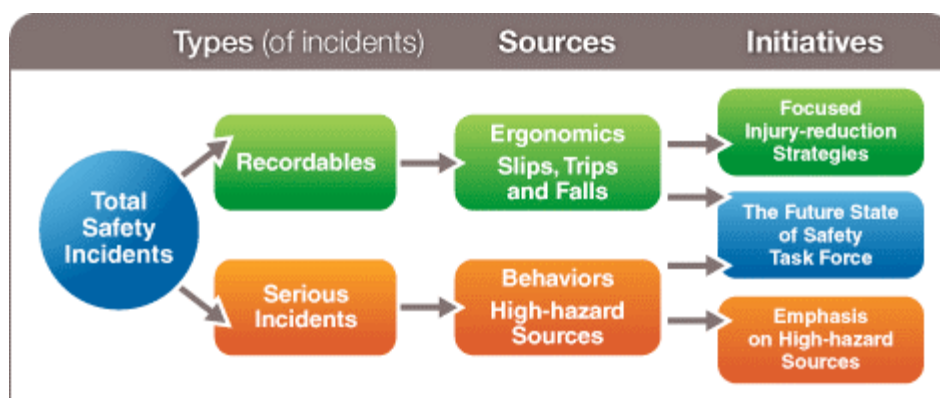 Types (of incidents)
Sources
Initiatives
Total
Safety
Incidents
Recordables
Ergonomics
Slips, Trips
and Falls
Focused
Injury-reduction
Strategies
The Future State
of Safety
Task Force
Serious
Incidents
Behaviors
High-hazard
Sources
Emphasis
on High-hazard
Sources